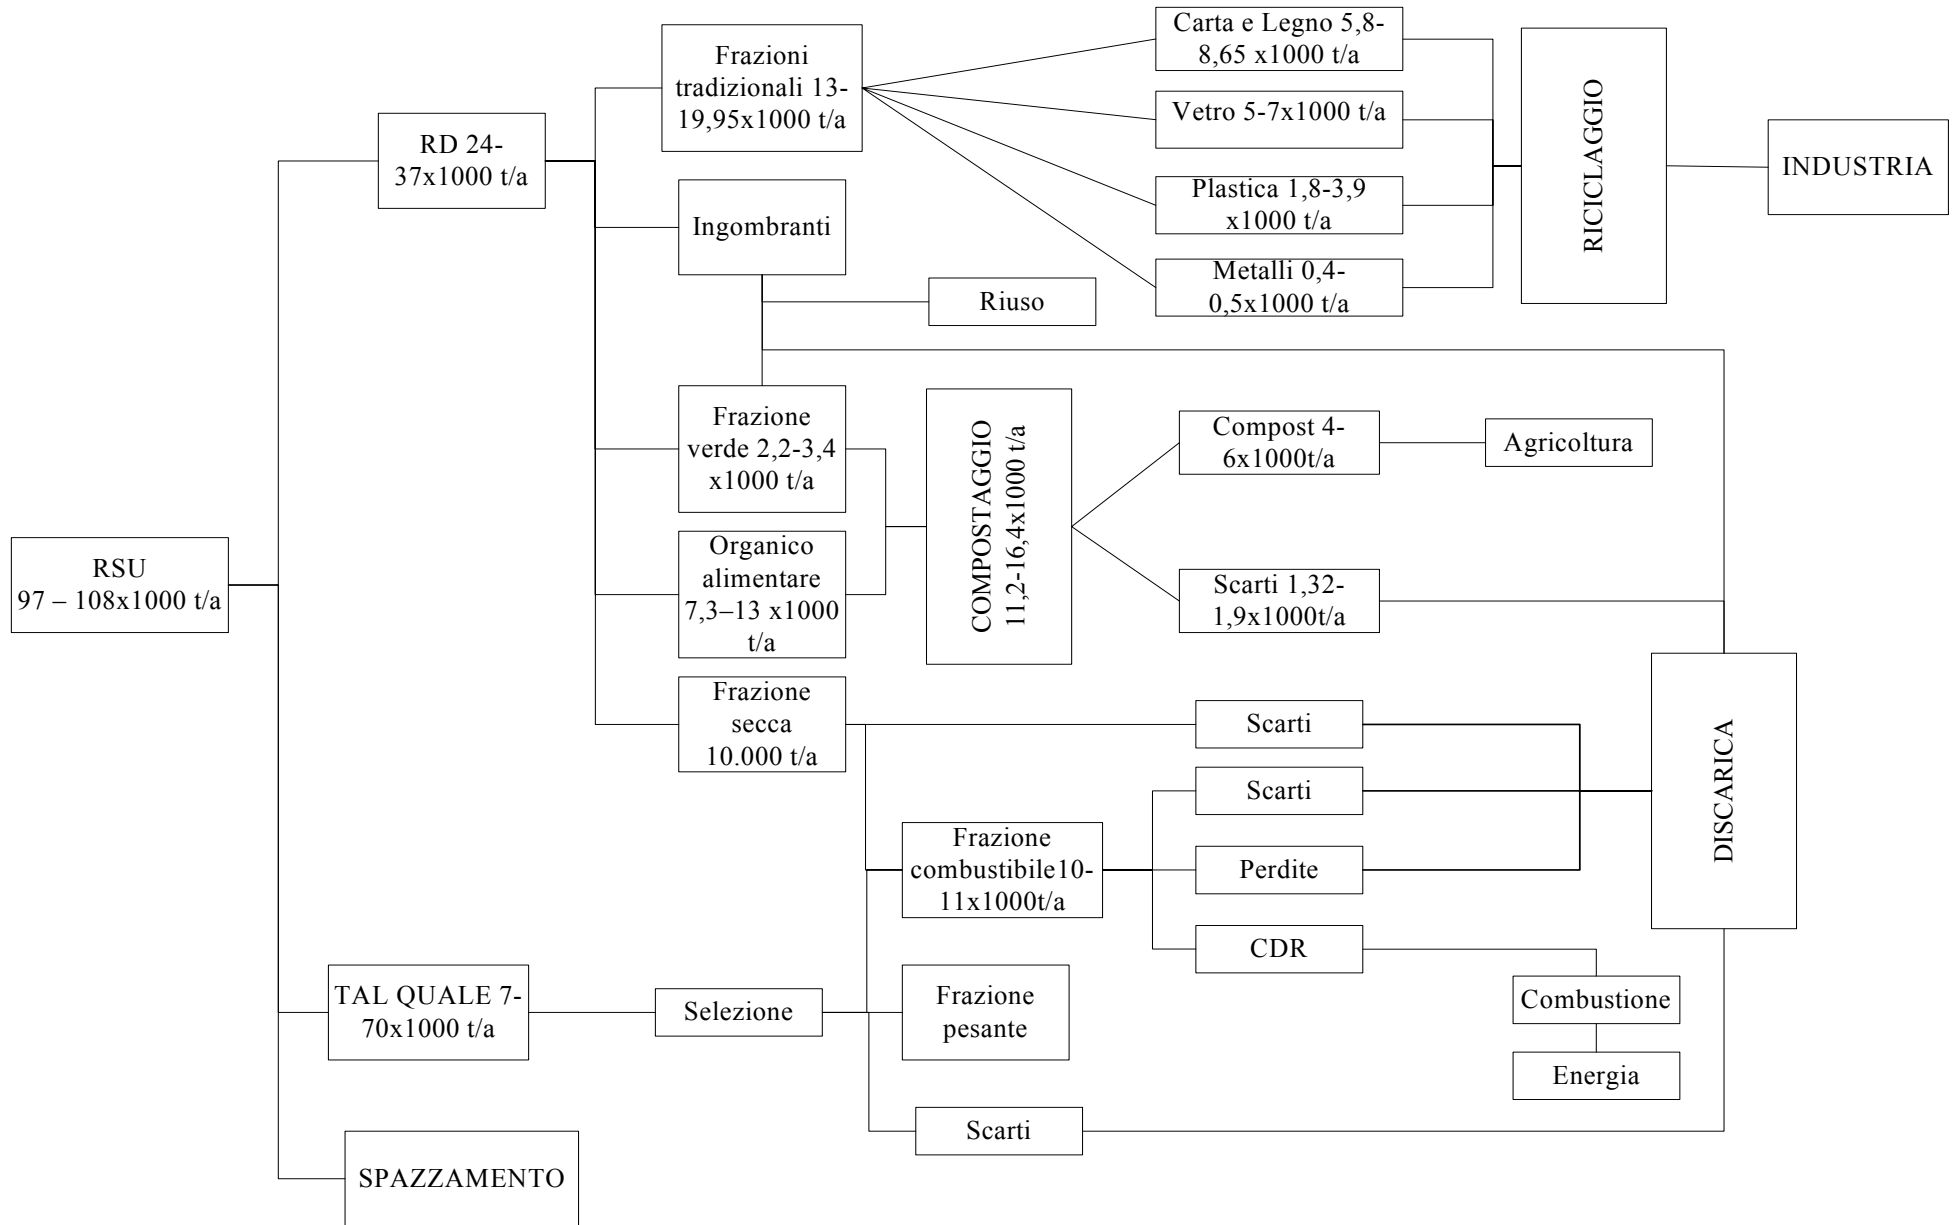 RSU
97 – 108x1000 t/a
RD 24-
37x1000 t/a
TAL QUALE 7-
70x1000 t/a
SPAZZAMENTO
Frazioni
tradizionali 13-
19,95x1000 t/a
Ingombranti
Riuso
Frazione
verde 2,2-3,4
x1000 t/a
Organico
alimentare
7,3–13 x1000
t/a
Frazione
secca
10.000 t/a
Selezione
Carta e Legno 5,8-
8,65 x1000 t/a
Vetro 5-7x1000 t/a
Plastica 1,8-3,9
x1000 t/a
Metalli 0,4-
0,5x1000 t/a
RICICLAGGIO
INDUSTRIA
COMPOSTAGGIO
11,2-16,4x1000 t/a
Compost 4-
6x1000t/a
Agricoltura
Scarti 1,32-
1,9x1000t/a
Scarti
Scarti
Frazione
combustibile10-
11x1000t/a
Perdite
CDR
DISCARICA
Combustione
Energia
Frazione
pesante
Scarti